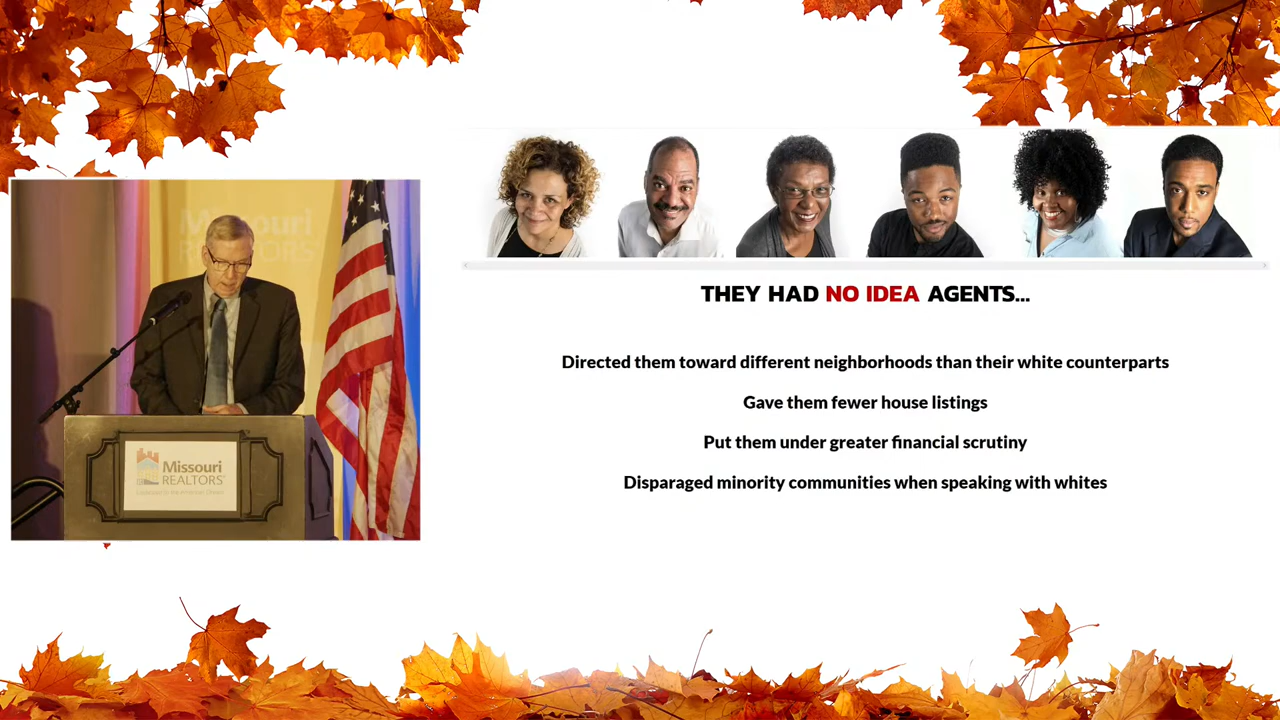 Missouri
REALTORS
Missouri
REALTORS®
THEY HAD NO IDEA AGENTS...
Directed them toward different neighborhoods than their white counterparts
Gave them fewer house listings
Put them under greater financial scrutiny
Disparaged minority communities when speaking with whites